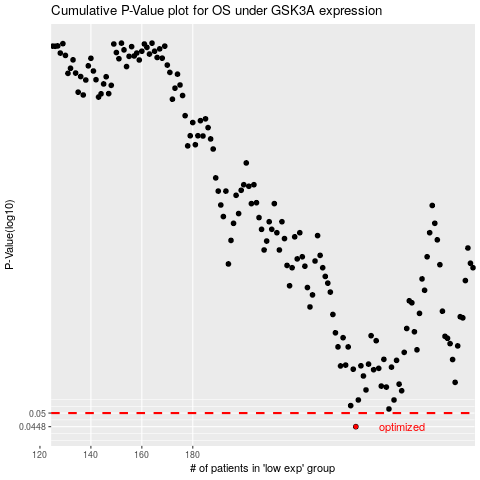 Cumulative P-Value plot for OS under GSK3A expression
P-Value(log10)
0.05
0.0448
optimized
120 140 160 180
# of patients in 'low exp' group